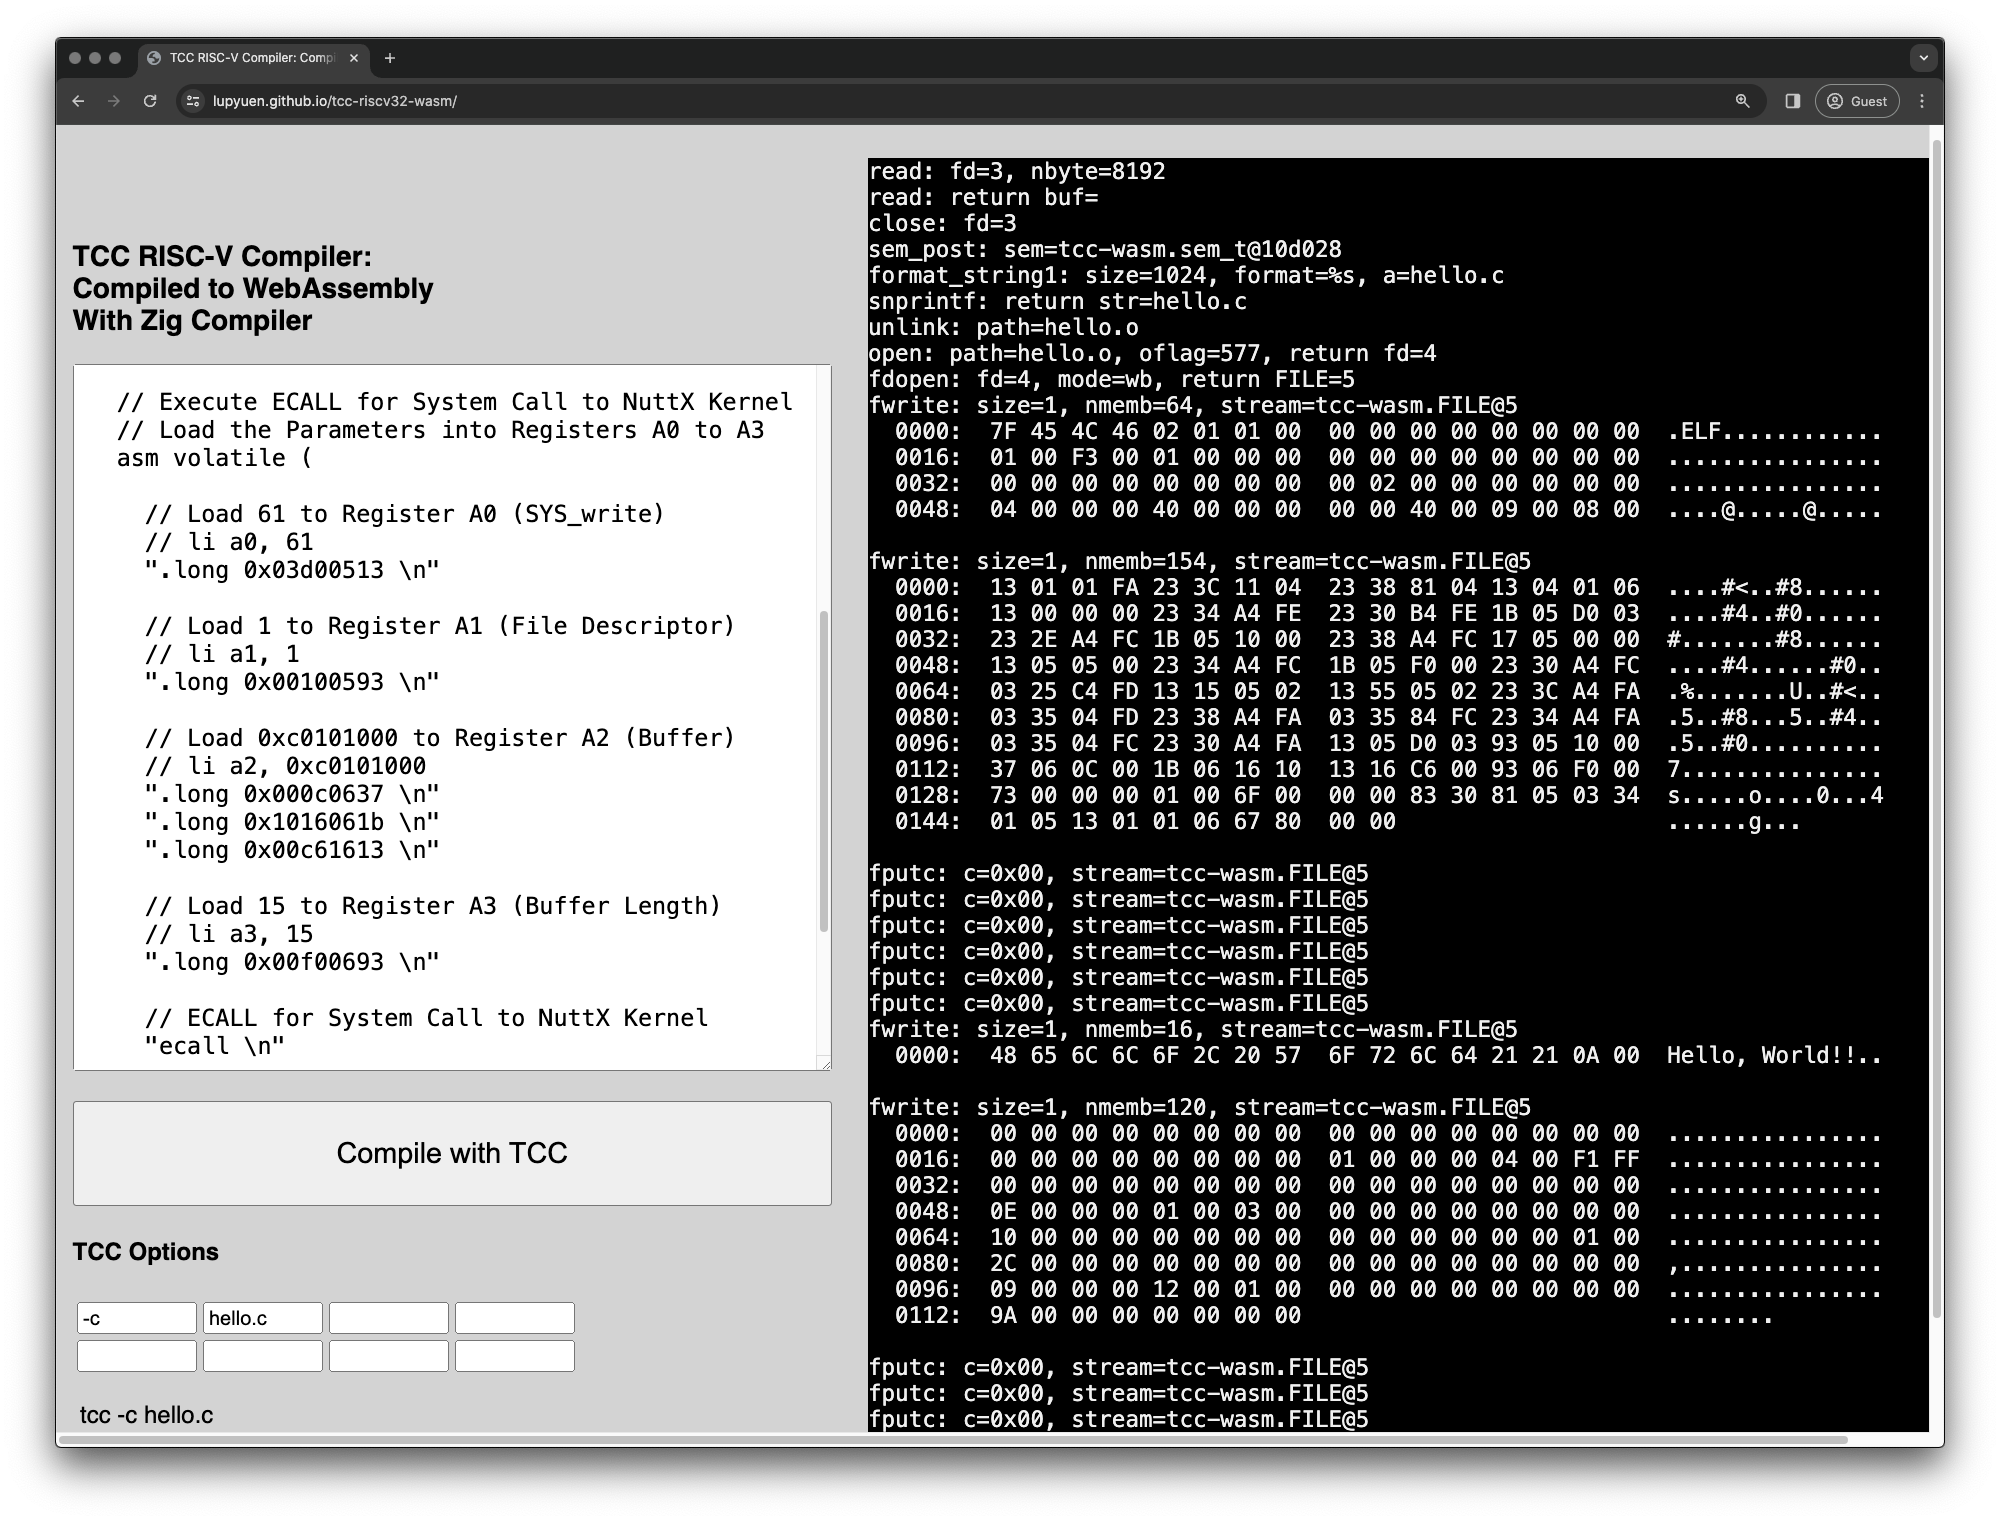 TCC RISC-V Compiler: Comp
lupyuen.github.io/tcc-riscv32-wasm/
Guest
TCC RISC-V Compiler:
Compiled to WebAssembly
With Zig Compiler
// Execute ECALL for System Call to NuttX Kernel
// Load the Parameters into Registers A0 to A3
asm volatile (
// Load 61 to Register A0 (SYS_write)
// li a0, 61
".long 0x03d00513 \n"
// Load 1 to Register A1 (File Descriptor)
// li a1, 1
".long 0x00100593 \n"
// Load 0xc0101000 to Register A2 (Buffer)
// li a2, 0xc0101000
".long 0x000c0637 \n"
".long 0x1016061b \n"
".long 0x00c61613 \n"
// Load 15 to Register A3 (Buffer Length)
// li a3, 15
".long 0x00f00693 \n"
// ECALL for System Call to NuttX Kernel
"ecall \n"
Compile with TCC
TCC Options
-c hello.c
tcc -c hello.c
read: fd=3, nbyte=8192
read: return buf=
close: fd=3
sem_post: sem=tcc-wasm.sem_t@10d028
format_string1: size=1024, format=%s, a=hello.c
snprintf: return str=hello.c
unlink: path=hello.o
open: path=hello.o, oflag=577, return fd=4
fdopen: fd=4, mode=wb, return FILE=5
fwrite: size=1, nmemb=64, stream=tcc-wasm.FILE@5
0000: 7F 45 4C 46 02 01 01 00 00 00 00 00 00 00 00 00 .ELF............
0016: 01 00 F3 00 01 00 00 00 00 00 00 00 00 00 00 00 ................
0032: 00 00 00 00 00 00 00 00 00 02 00 00 00 00 00 00 ................
0048: 04 00 00 00 40 00 00 00 00 00 40 00 09 00 08 00 ....@.....@.....
fwrite: size=1, nmemb=154, stream=tcc-wasm.FILE@5
0000: 13 01 01 FA 23 3C 11 04 23 38 81 04 13 04 01 06 ....#<..#8......
0016: 13 00 00 00 23 34 A4 FE 23 30 B4 FE 1B 05 D0 03 ....#4..#0......
0032: 23 2E A4 FC 1B 05 10 00 23 38 A4 FC 17 05 00 00 #.......#8......
0048: 13 05 05 00 23 34 A4 FC 1B 05 F0 00 23 30 A4 FC ....#4......#0..
0064: 03 25 C4 FD 13 15 05 02 13 55 05 02 23 3C A4 FA .%.......U..#<..
0080: 03 35 04 FD 23 38 A4 FA 03 35 84 FC 23 34 A4 FA .5..#8...5..#4..
0096: 03 35 04 FC 23 30 A4 FA 13 05 D0 03 93 05 10 00 .5..#0..........
0112: 37 06 0C 00 1B 06 16 10 13 16 C6 00 93 06 F0 00 7...............
0128: 73 00 00 00 01 00 6F 00 00 00 83 30 81 05 03 34 s.....o....0...4
0144: 01 05 13 01 01 06 67 80 00 00 ......g...
fputc: c=0x00, stream=tcc-wasm.FILE@5
fputc: c=0x00, stream=tcc-wasm.FILE@5
fputc: c=0x00, stream=tcc-wasm.FILE@5
fputc: c=0x00, stream=tcc-wasm.FILE@5
fputc: c=0x00, stream=tcc-wasm.FILE@5
fputc: c=0x00, stream=tcc-wasm.FILE@5
fwrite: size=1, nmemb=16, stream=tcc-wasm.FILE@5
0000: 48 65 6C 6C 6F 2C 20 57 6F 72 6C 64 21 21 0A 00 Hello, World!!..
fwrite: size=1, nmemb=120, stream=tcc-wasm.FILE@5
0000: 00 00 00 00 00 00 00 00 00 00 00 00 00 00 00 00 ................
0016: 00 00 00 00 00 00 00 00 01 00 00 00 04 00 F1 FF ................
0032: 00 00 00 00 00 00 00 00 00 00 00 00 00 00 00 00 ................
0048: 0E 00 00 00 01 00 03 00 00 00 00 00 00 00 00 00 ................
0064: 10 00 00 00 00 00 00 00 00 00 00 00 00 00 01 00 ................
0080: 2C 00 00 00 00 00 00 00 00 00 00 00 00 00 00 00 ,...............
0096: 09 00 00 00 12 00 01 00 00 00 00 00 00 00 00 00 ................
0112: 9A 00 00 00 00 00 00 00 ........
fputc: c=0x00, stream=tcc-wasm.FILE@5
fputc: c=0x00, stream=tcc-wasm.FILE@5
fputc: c=0x00, stream=tcc-wasm.FILE@5